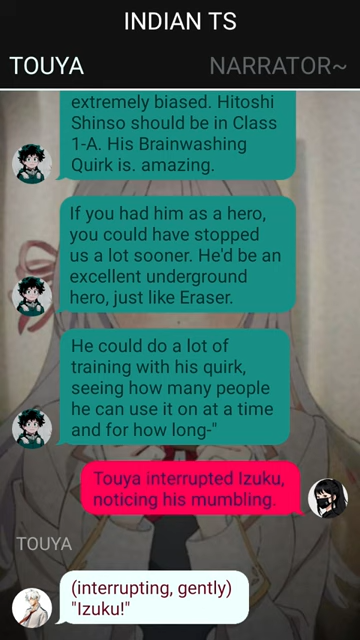 INDIAN TS
TOUYA NARRATOR~
extremely biased. Hitoshi
Shinso should be in Class
1-A. His Brainwashing
Quirk is. amazing.
If you had him as a hero,
you could have stopped
us a lot sooner. He'd be an
excellent underground
hero, just like Eraser.
He could do a lot of
training with his quirk,
seeing how many people
he can use it on at a time
and for how long-"
Touya interrupted Izuku,
noticing his mumbling.
TOUYA
(interrupting, gently)
"Izuku!"